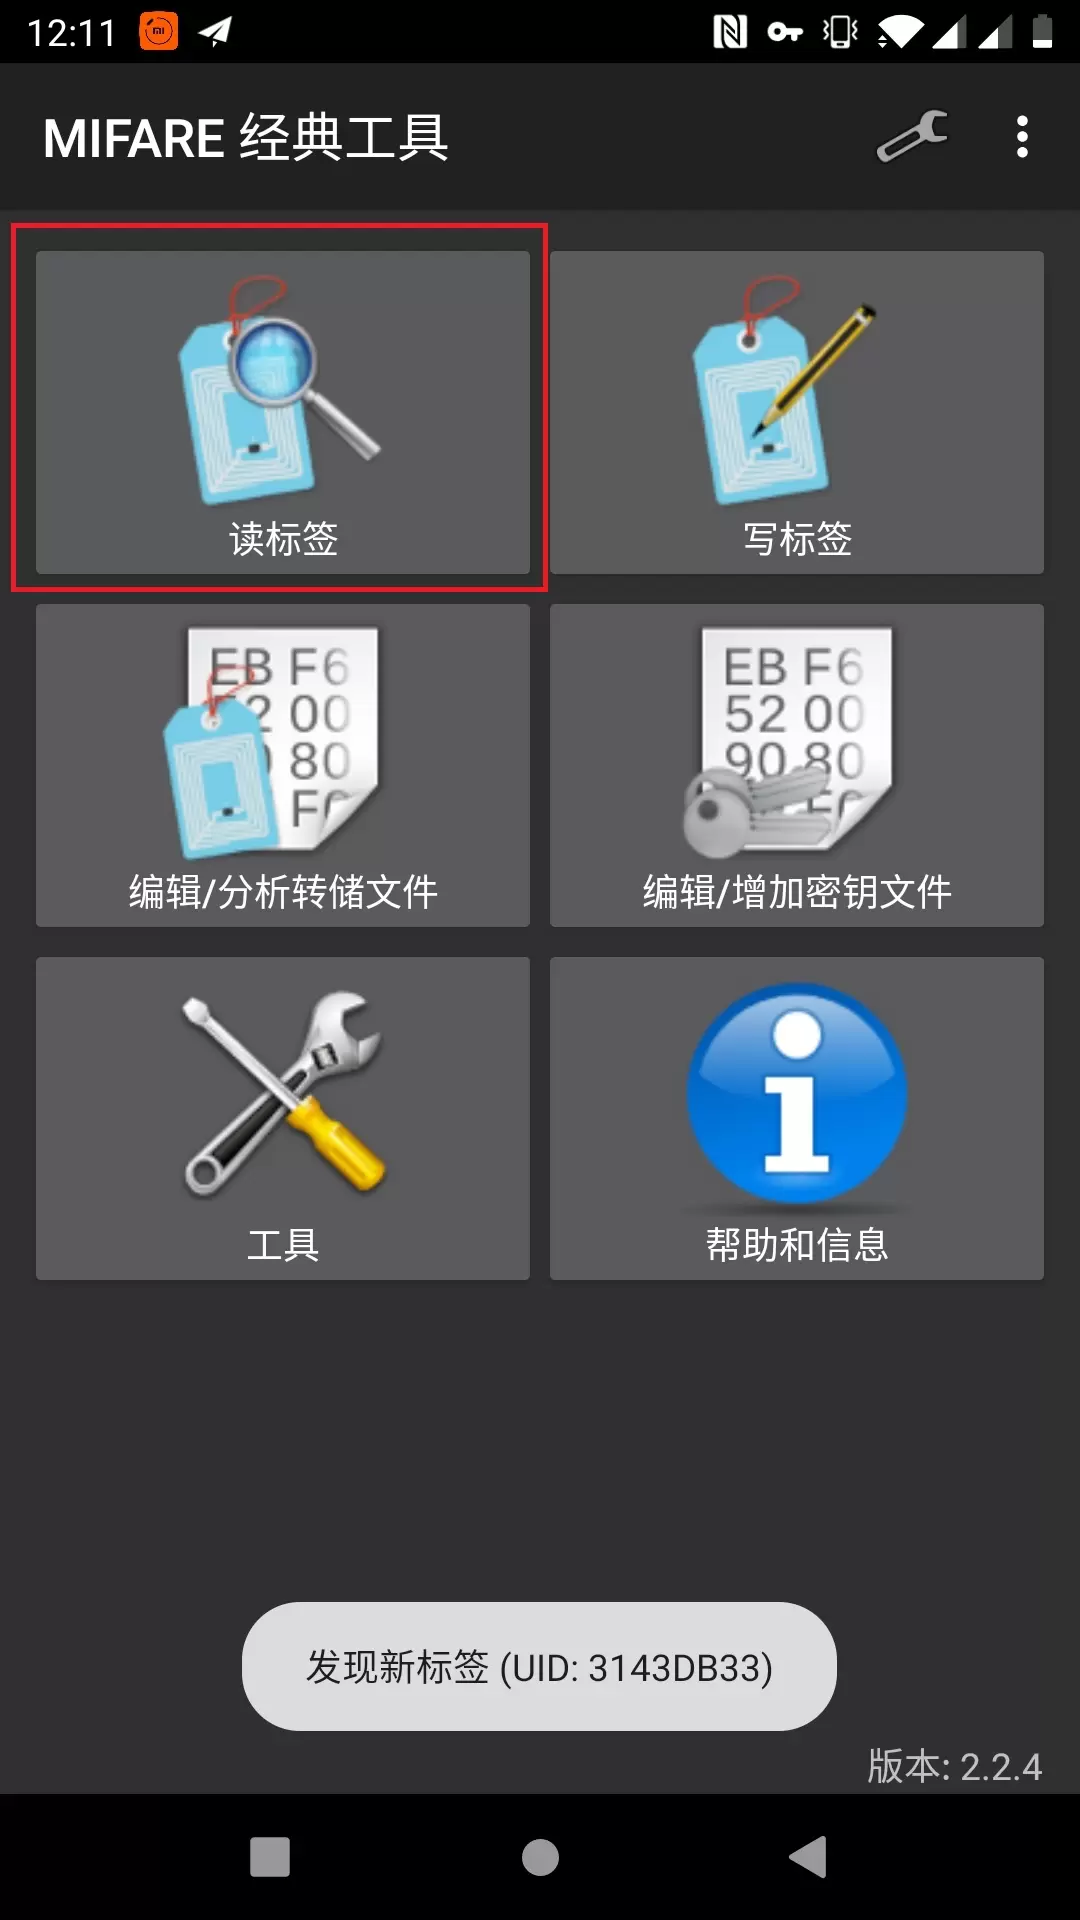 12:11
MIFARE 经典工具
读标签
写标签
EB F6
2 00
80
F
EB F6
52 00
90 80
F
编辑/分析转储文件
编辑/增加密钥文件
工具
帮助和信息
发现新标签 (UID: 3143DB33)
版本: 2.2.4